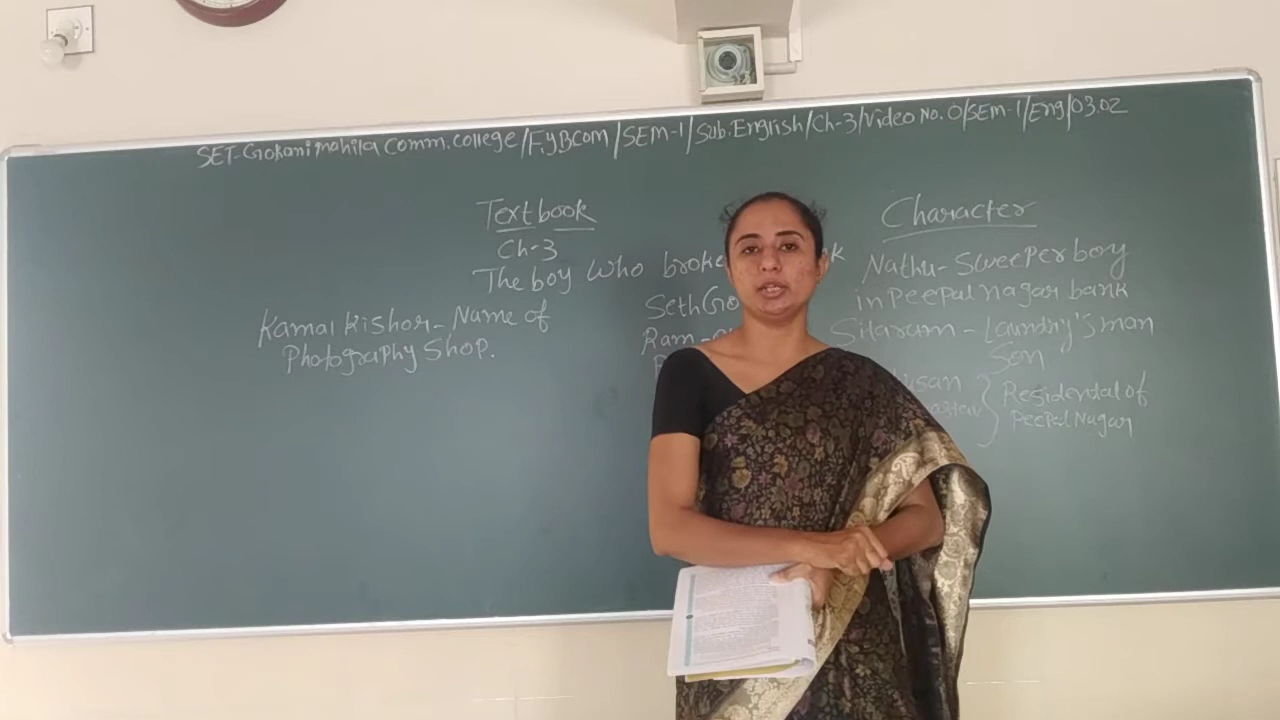 SET-Gokani mahila Comm. college/F.y.BCom/SEM-1/Sub.English/Ch-3/Video No. 0/SEM-1/Eng/03.02
Textbook
Ch-3
The boy Who broke
Kamal Kishor- Name of
Photography Shop.
Seth
Ram-
Character
Nathu-Sweeper boy
in Peepal nagar bank
Sitaram - Laundry's man
Son
Residental of
Peepal Nagar